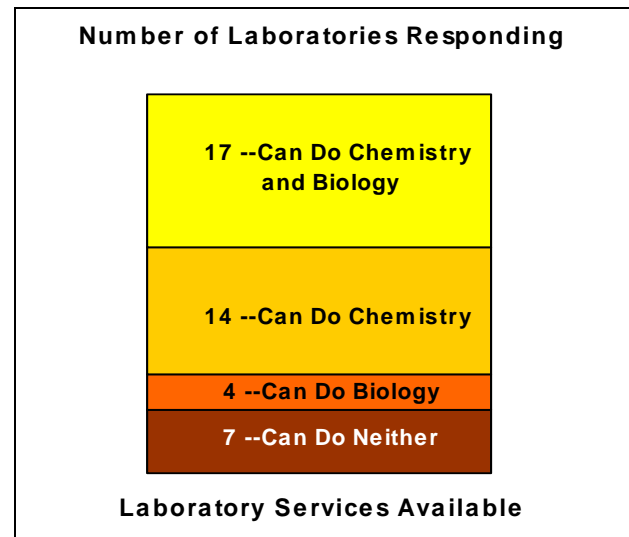 Number of Laboratories Responding
17 --Can Do Chemistry
and Biology
14 --Can Do Chemistry
4 --Can Do Biology
7 --Can Do Neither
Laboratory Services Available